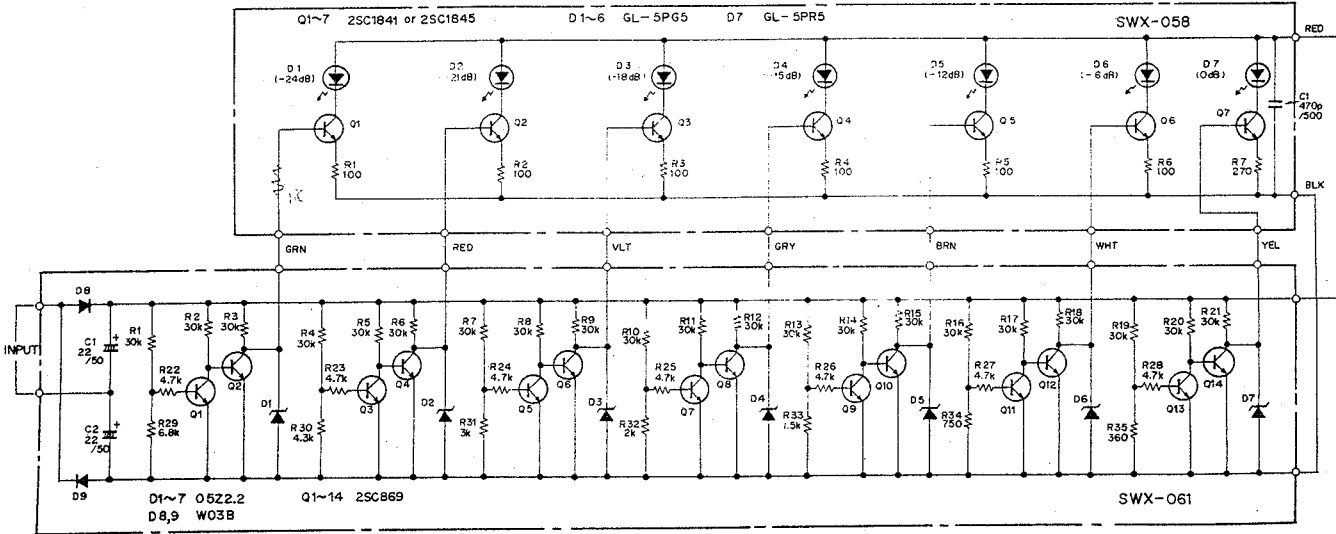 Q1~7 2SC1841 or 2SC1845
D1~6 GL-5PG5
D7 GL-5PR5
SWX-058
RED
D1
(-24dB)
D2
-21dB)
D3
(-18dB)
D4
-15dB)
D5
(-12dB)
D6
(-6dB)
D7
(0dB)
Q1
Q2
Q3
Q4
Q5
Q6
Q7
C1
470p
/500
R1
100
R2
100
R3
100
R4
100
R5
100
R6
100
R7
270
BLK
GRN
RED
VLT
GRY
BRN
WHT
YEL
INPUT
D8
D9
C1
22
/50
C2
22
/50
R1
30k
R2
30k
R3
30k
R4
30k
R5
30k
R6
30k
R7
30k
R8
30k
R9
30k
R10
30k
R11
30k
R12
30k
R13
30k
R14
30k
R15
30k
R16
30k
R17
30k
R18
30k
R19
30k
R20
30k
R21
30k
R22
4.7k
R23
4.7k
R24
4.7k
R25
4.7k
R26
4.7k
R27
4.7k
R28
4.7k
Q1
Q2
Q3
Q4
Q5
Q6
Q7
Q8
Q9
Q10
Q11
Q12
Q13
Q14
D1
D2
D3
D4
D5
D6
D7
R29
6.8k
R30
4.3k
R31
3k
R32
2k
R33
1.5k
R34
750
R35
360
D1~7 05Z2.2
D8,9 W03B
Q1~14 2SC869
SWX-061